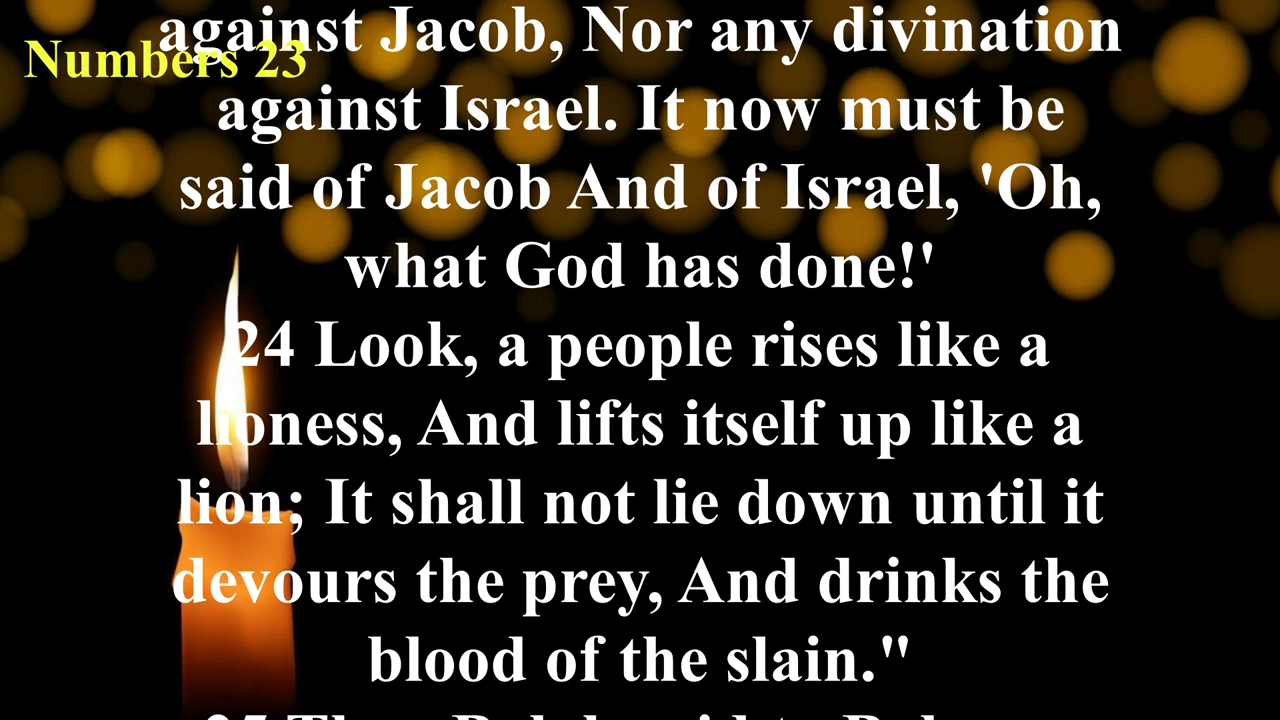 Numbers 23
against Jacob, Nor any divination
against Israel. It now must be
said of Jacob And of Israel, 'Oh,
what God has done!'
24 Look, a people rises like a
lioness, And lifts itself up like a
lion; It shall not lie down until it
devours the prey, And drinks the
blood of the slain."